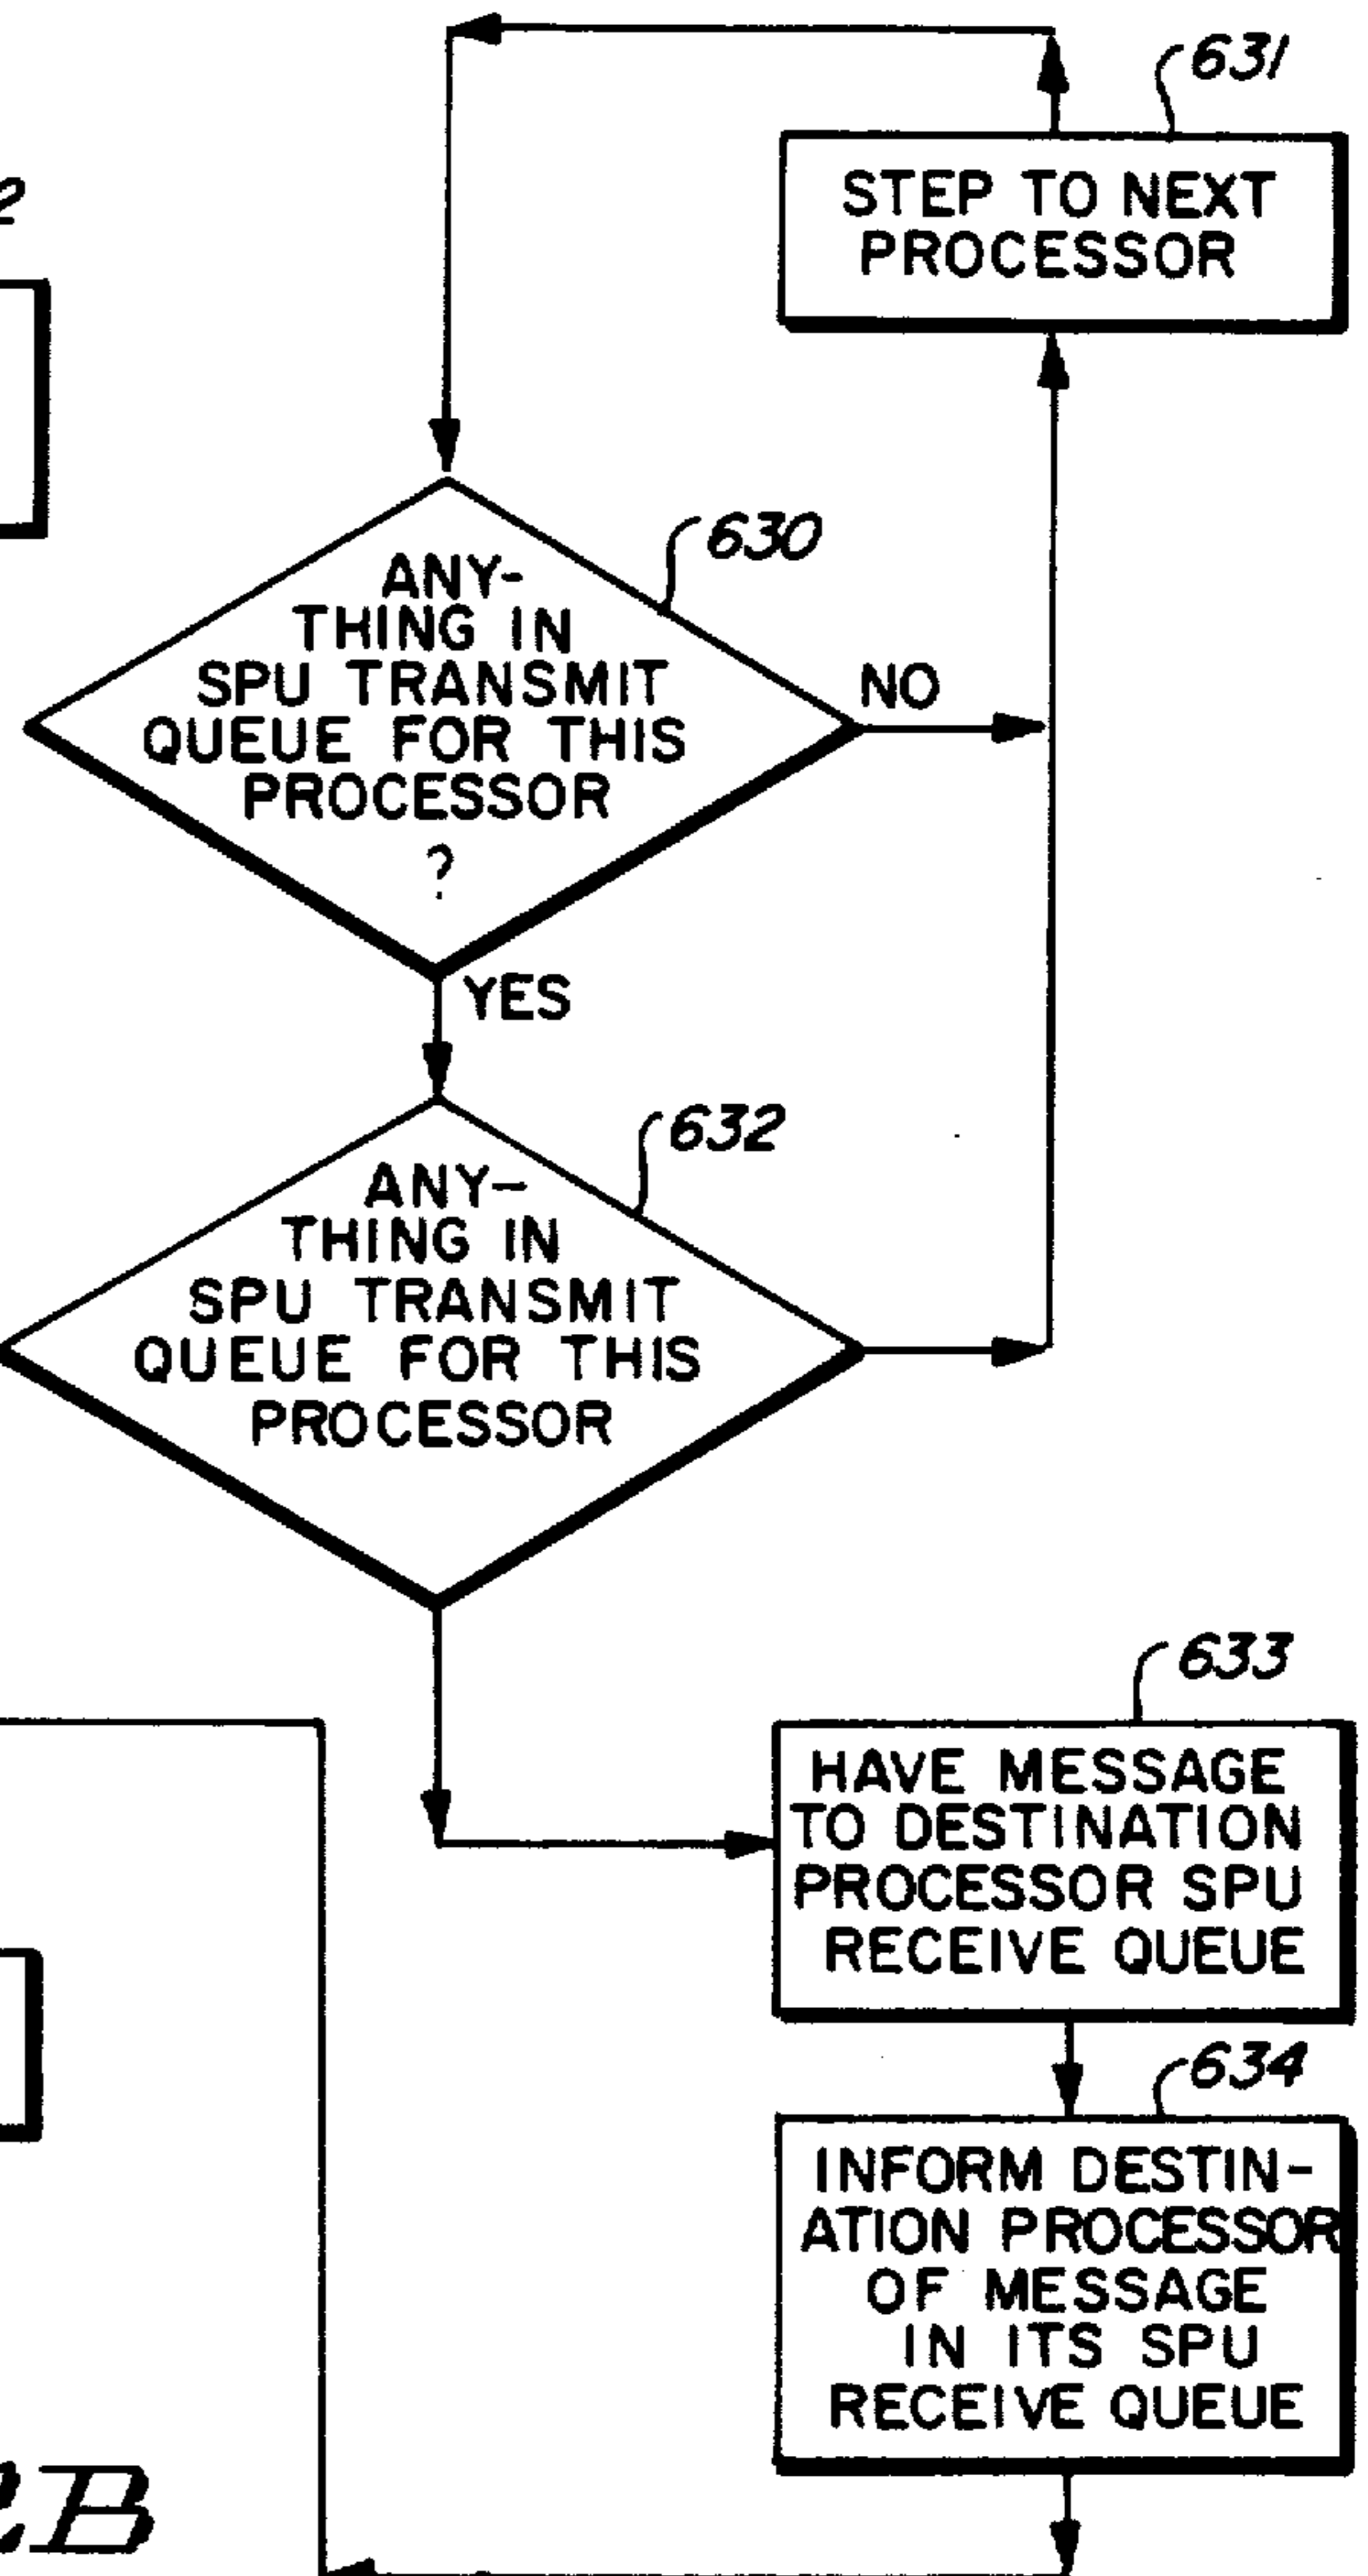 631
STEP TO NEXT
PROCESSOR
2
630
ANY-
THING IN
SPU TRANSMIT
QUEUE FOR THIS
PROCESSOR
?
NO
YES
632
ANY-
THING IN
SPU TRANSMIT
QUEUE FOR THIS
PROCESSOR
633
HAVE MESSAGE
TO DESTINATION
PROCESSOR SPU
RECEIVE QUEUE
634
INFORM DESTIN-
ATION PROCESSOR
OF MESSAGE
IN ITS SPU
RECEIVE QUEUE
2B